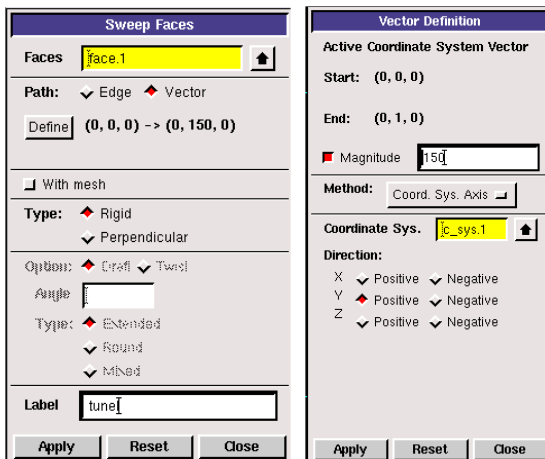 Sweep Faces
Faces face.1
Path: Edge Vector
Define (0, 0, 0) -> (0, 150, 0)
With mesh
Type: Rigid
Perpendicular
Option: Draft Twist
Angle
Type: Extended
Round
Mixed
Label tunel
Apply Reset Close
Vector Definition
Active Coordinate System Vector
Start: (0, 0, 0)
End: (0, 1, 0)
Magnitude 150
Method: Coord. Sys. Axis
Coordinate Sys. c_sys.1
Direction:
X Positive Negative
Y Positive Negative
Z Positive Negative
Apply Reset Close